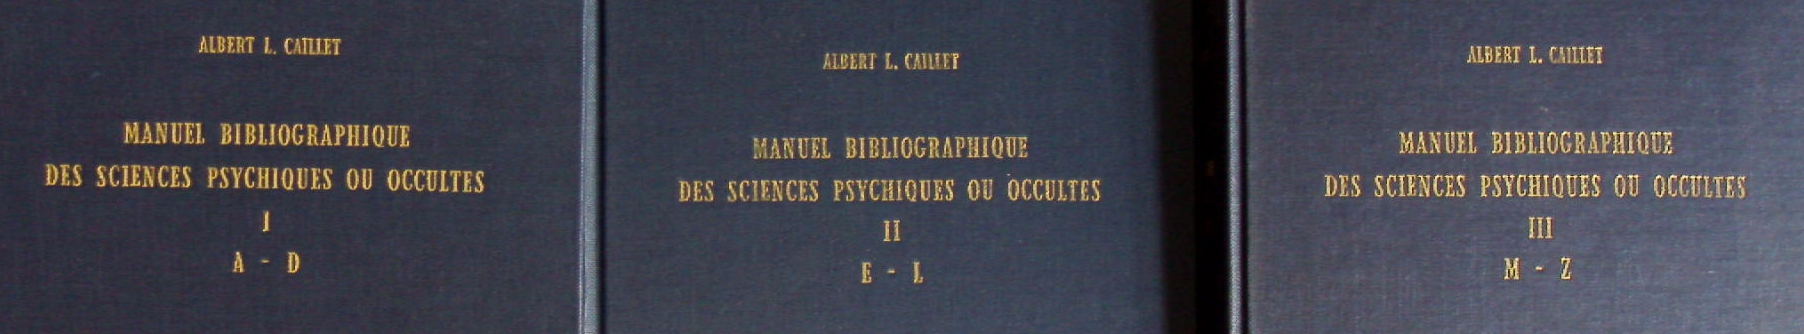 ALBERT L. CAILLET
MANUEL BIBLIOGRAPHIQUE
DES SCIENCES PSYCHIQUES OU OCCULTES
I
A - D
ALBERT L. CAILLET
MANUEL BIBLIOGRAPHIQUE
DES SCIENCES PSYCHIQUES OU OCCULTES
II
E - L
ALBERT L. CAILLET
MANUEL BIBLIOGRAPHIQUE
DES SCIENCES PSYCHIQUES OU OCCULTES
III
M - Z